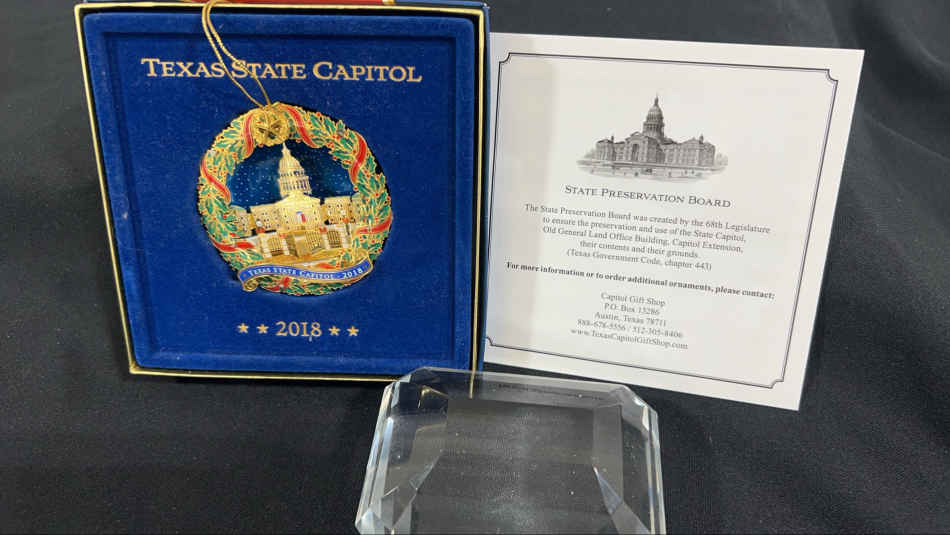 TEXAS STATE CAPITOL
TEXAS STATE CAPITOL - 2018
★ ★ 2018 ★ ★
STATE PRESERVATION BOARD
The State Preservation Board was created by the 68th Legislature
to ensure the preservation and use of the State Capitol,
Old General Land Office Building, Capitol Extension,
their contents and their grounds.
(Texas Government Code, chapter 443)
For more information or to order additional ornaments, please contact:
Capitol Gift Shop
P.O. Box 13286
Austin, Texas 78711
888-678-5556 / 512-305-8406
www.TexasCapitolGiftShop.com